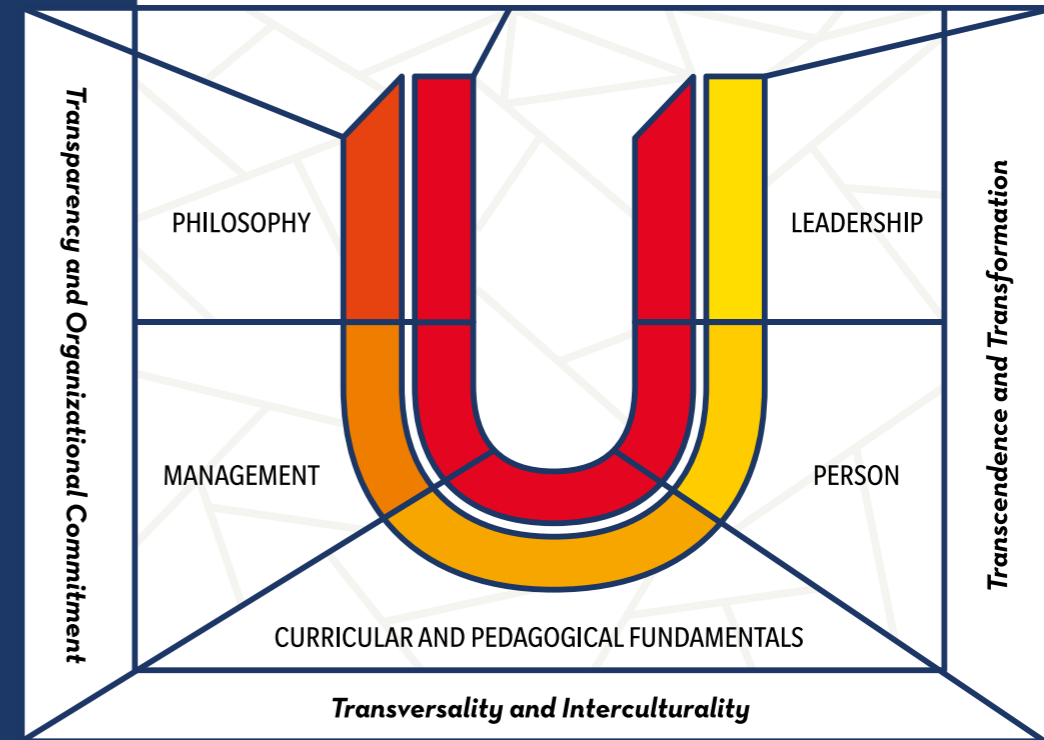 Transparency and Organizational Commitment
PHILOSOPHY
LEADERSHIP
MANAGEMENT
PERSON
CURRICULAR AND PEDAGOGICAL FUNDAMENTALS
Transversality and Interculturality
Transcendence and Transformation